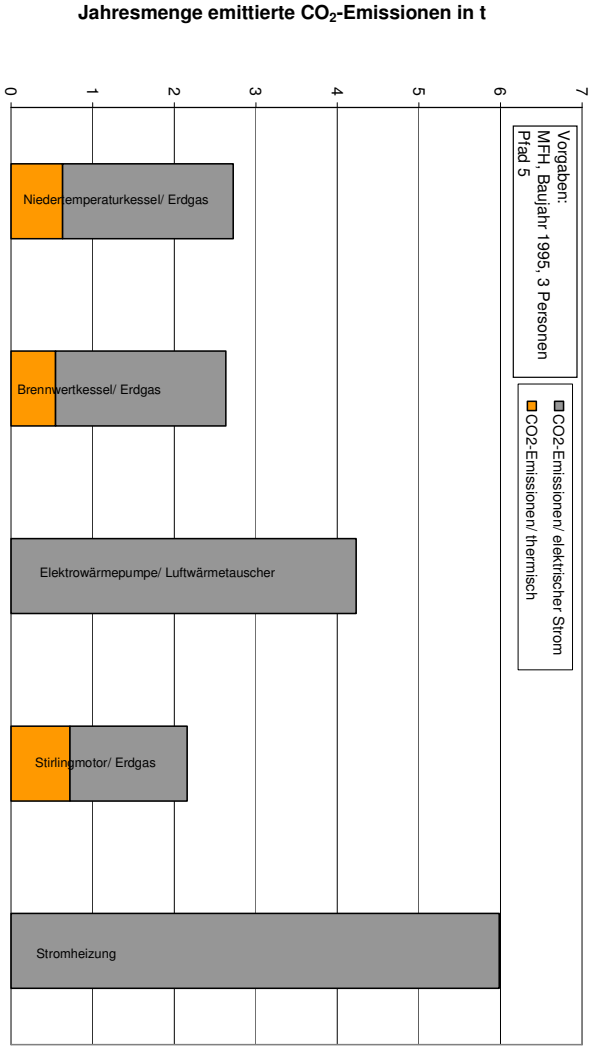 Jahresmenge emittierte CO₂-Emissionen in t
0
1
2
3
4
5
6
7
Vorgaben:
MFH, Baujahr 1995, 3 Personen
Pfad 5
CO2-Emissionen/ elektrischer Strom
CO2-Emissionen/ thermisch
Niedertemperaturkessel/ Erdgas
Brennwertkessel/ Erdgas
Elektrowärmepumpe/ Luftwärmetauscher
Stirlingmotor/ Erdgas
Stromheizung